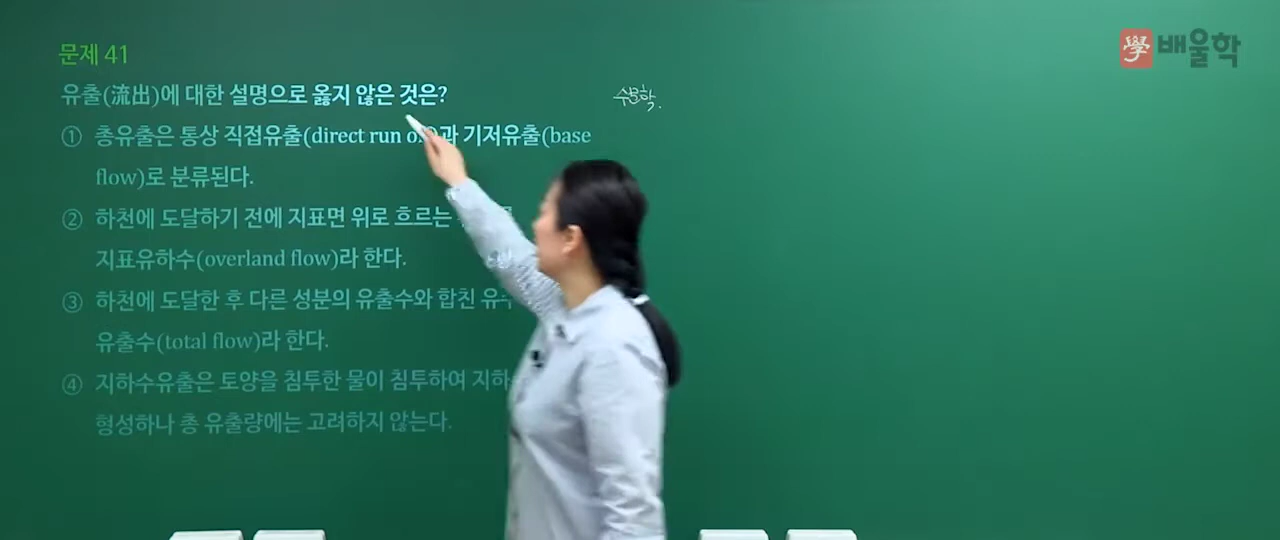 문제 41
學 배울학
유출(流出)에 대한 설명으로 옳지 않은 것은?
수문학.
① 총유출은 통상 직접유출(direct run 과 기저유출(base
flow)로 분류된다.
② 하천에 도달하기 전에 지표면 위로 흐르는
지표유하수(overland flow)라 한다.
③ 하천에 도달한 후 다른 성분의 유출수와 합친
유출수(total flow)라 한다.
④ 지하수유출은 토양을 침투한 물이 침투하여
형성하나 총 유출량에는 고려하지 않는다.